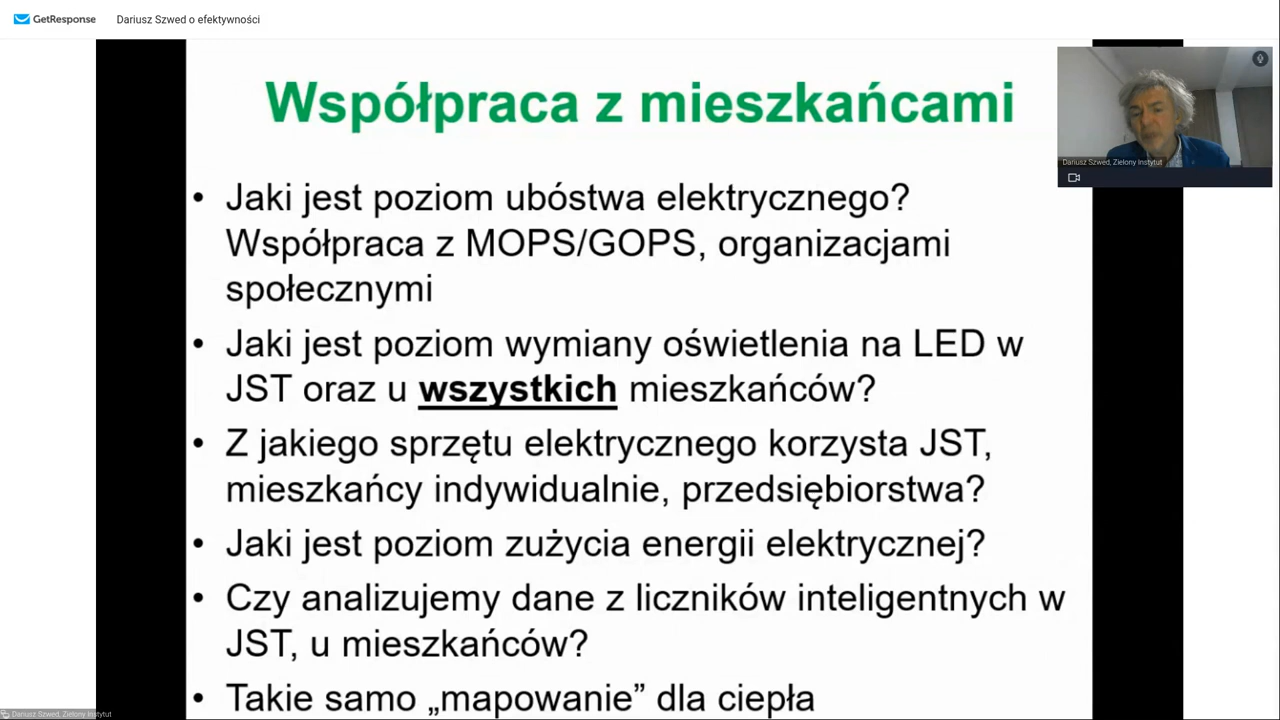 GetResponse Dariusz Szwed o efektywności
Współpraca z mieszkańcami
Dariusz Szwed, Zielony Instytut
• Jaki jest poziom ubóstwa elektrycznego?
Współpraca z MOPS/GOPS, organizacjami
społecznymi
• Jaki jest poziom wymiany oświetlenia na LED w
JST oraz u wszystkich mieszkańców?
• Z jakiego sprzętu elektrycznego korzysta JST,
mieszkańcy indywidualnie, przedsiębiorstwa?
• Jaki jest poziom zużycia energii elektrycznej?
• Czy analizujemy dane z liczników inteligentnych w
JST, u mieszkańców?
• Takie samo „mapowanie” dla ciepła
Dariusz Szwed, Zielony Instytut